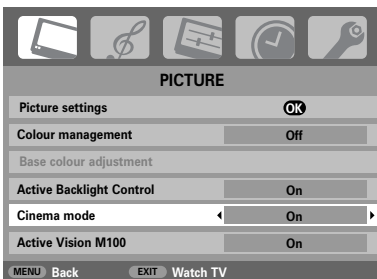 PICTURE
Picture settings OK
Colour management Off
Base colour adjustment
Active Backlight Control On
Cinema mode On
Active Vision M100 On
MENU Back EXIT Watch TV